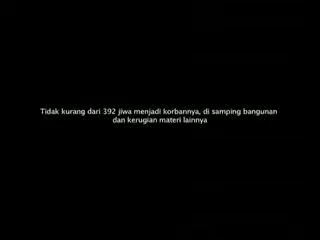 Tidak kurang dari 392 jiwa menjadi korbannya, di samping bangunan
dan kerugian materi lainnya